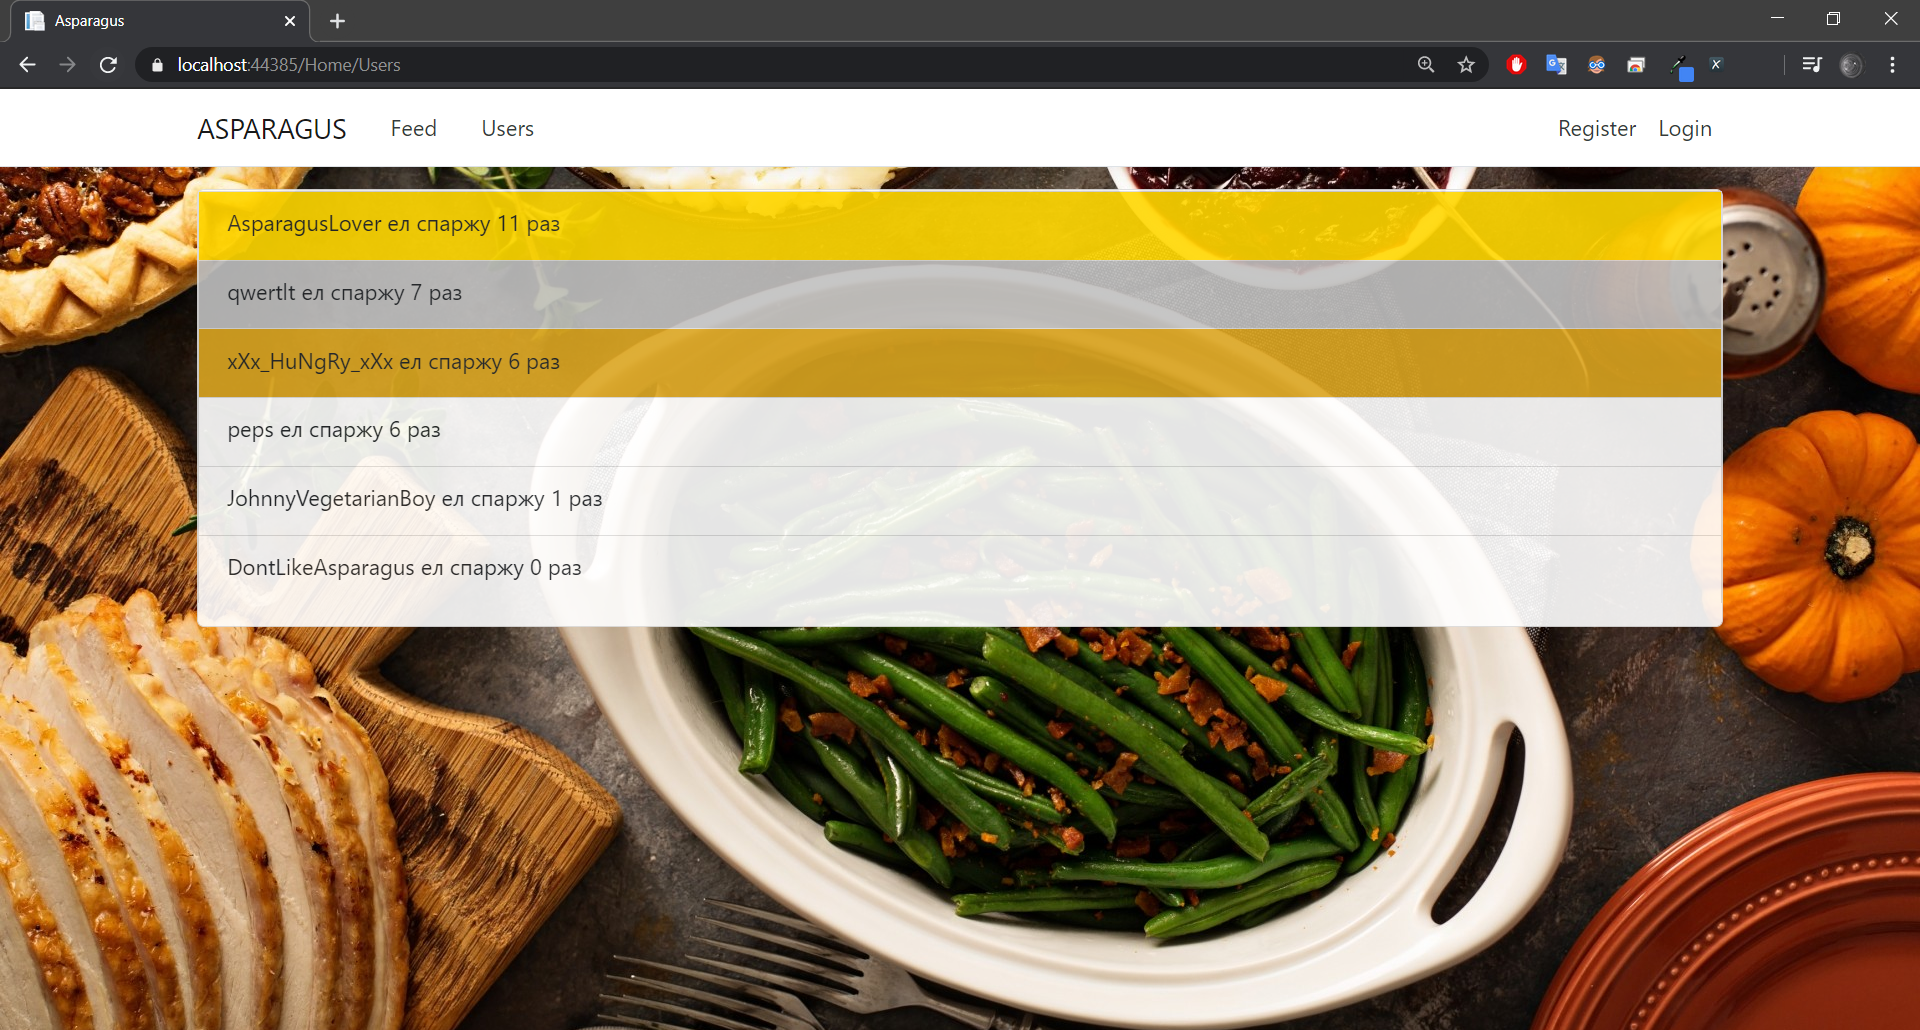 Asparagus
localhost:44385/Home/Users
ASPARAGUS Feed Users Register Login
AsparagusLover ел спаржу 11 раз
qwertlt ел спаржу 7 раз
xXx_HuNgRy_xXx ел спаржу 6 раз
peps ел спаржу 6 раз
JohnnyVegetarianBoy ел спаржу 1 раз
DontLikeAsparagus ел спаржу 0 раз